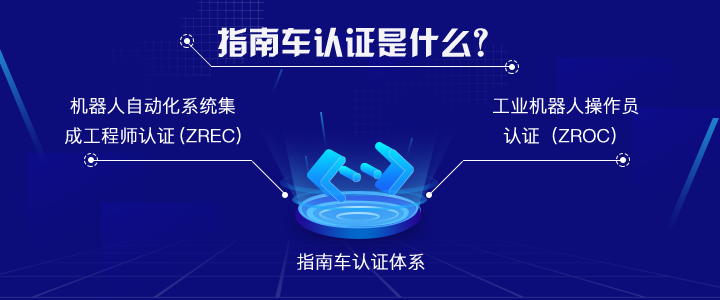 指南车认证是什么？
机器人自动化系统集
成工程师认证（ZREC）
工业机器人操作员
认证（ZROC）
指南车认证体系